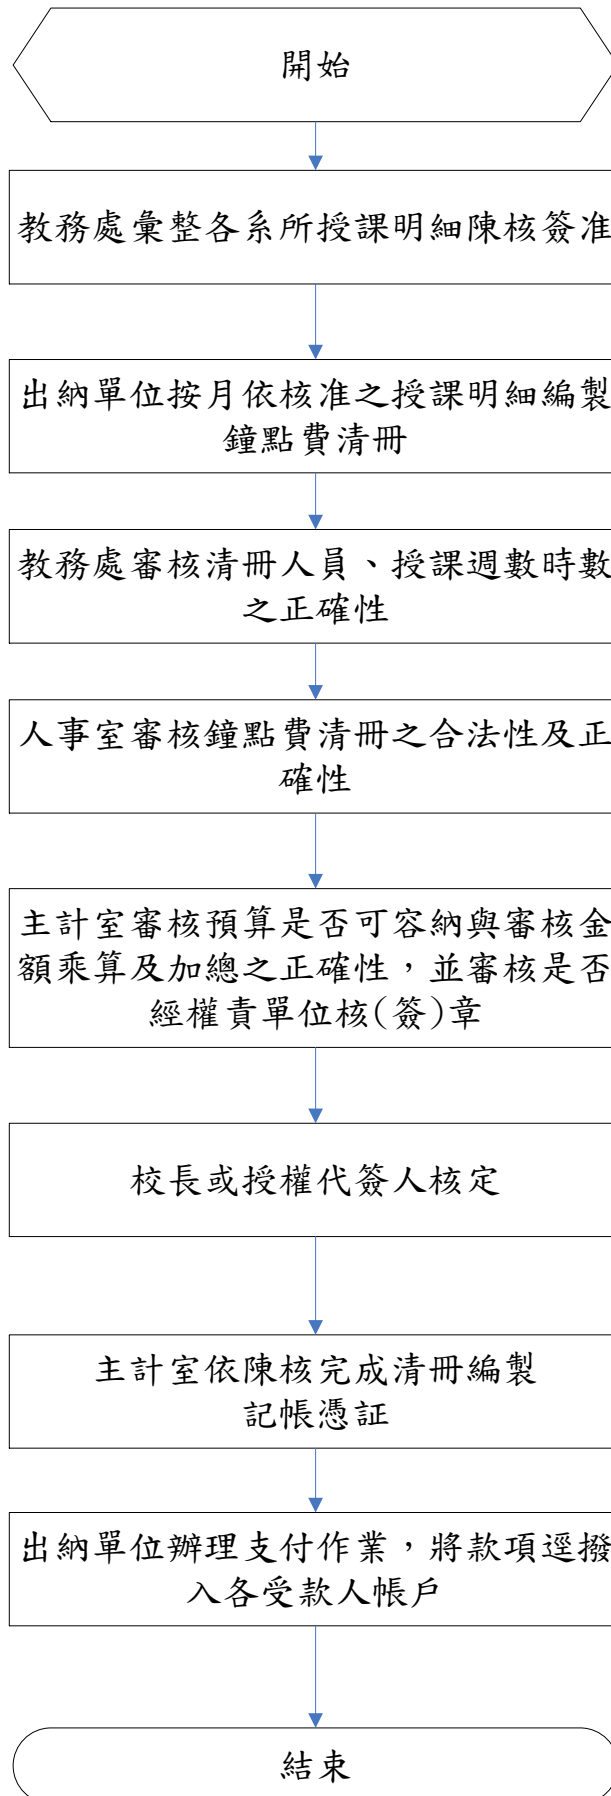 開始
教務處彙整各系所授課明細陳核簽准
出納單位按月依核准之授課明細編製
鐘點費清冊
教務處審核清冊人員、授課週數時數
之正確性
人事室審核鐘點費清冊之合法性及正
確性
主計室審核預算是否可容納與審核金
額乘算及加總之正確性，並審核是否
經權責單位核(簽)章
校長或授權代簽人核定
主計室依陳核完成清冊編製
記帳憑証
出納單位辦理支付作業，將款項逕撥
入各受款人帳戶
結束